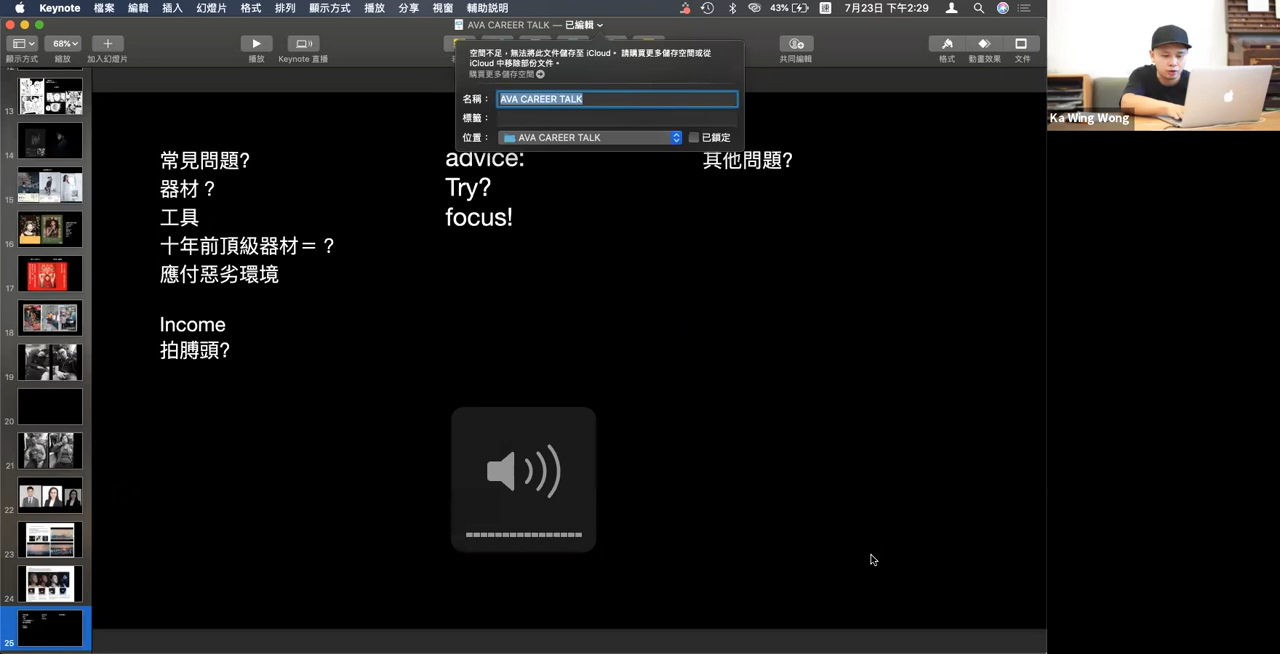 Keynote 檔案 編輯 插入 幻燈片 格式 排列 顯示方式 播放 分享 視窗 輔助說明
43% 速 7月23日 下午2:29
AVA CAREER TALK — 已編輯
68%
顯示方式 縮放 加入幻燈片 播放 Keynote 直播 共同編輯 格式 動畫效果 文件
空間不足，無法將此文件儲存至 iCloud。請購買更多儲存空間或從
iCloud 中移除部份文件。
購買更多儲存空間
名稱： AVA CAREER TALK
標籤：
位置： AVA CAREER TALK 已鎖定
Ka Wing Wong
常見問題?
器材？
工具
十年前頂級器材＝？
應付惡劣環境
Income
拍膊頭?
advice:
Try?
focus!
其他問題?
13
14
15
16
17
18
19
20
21
22
23
24
25